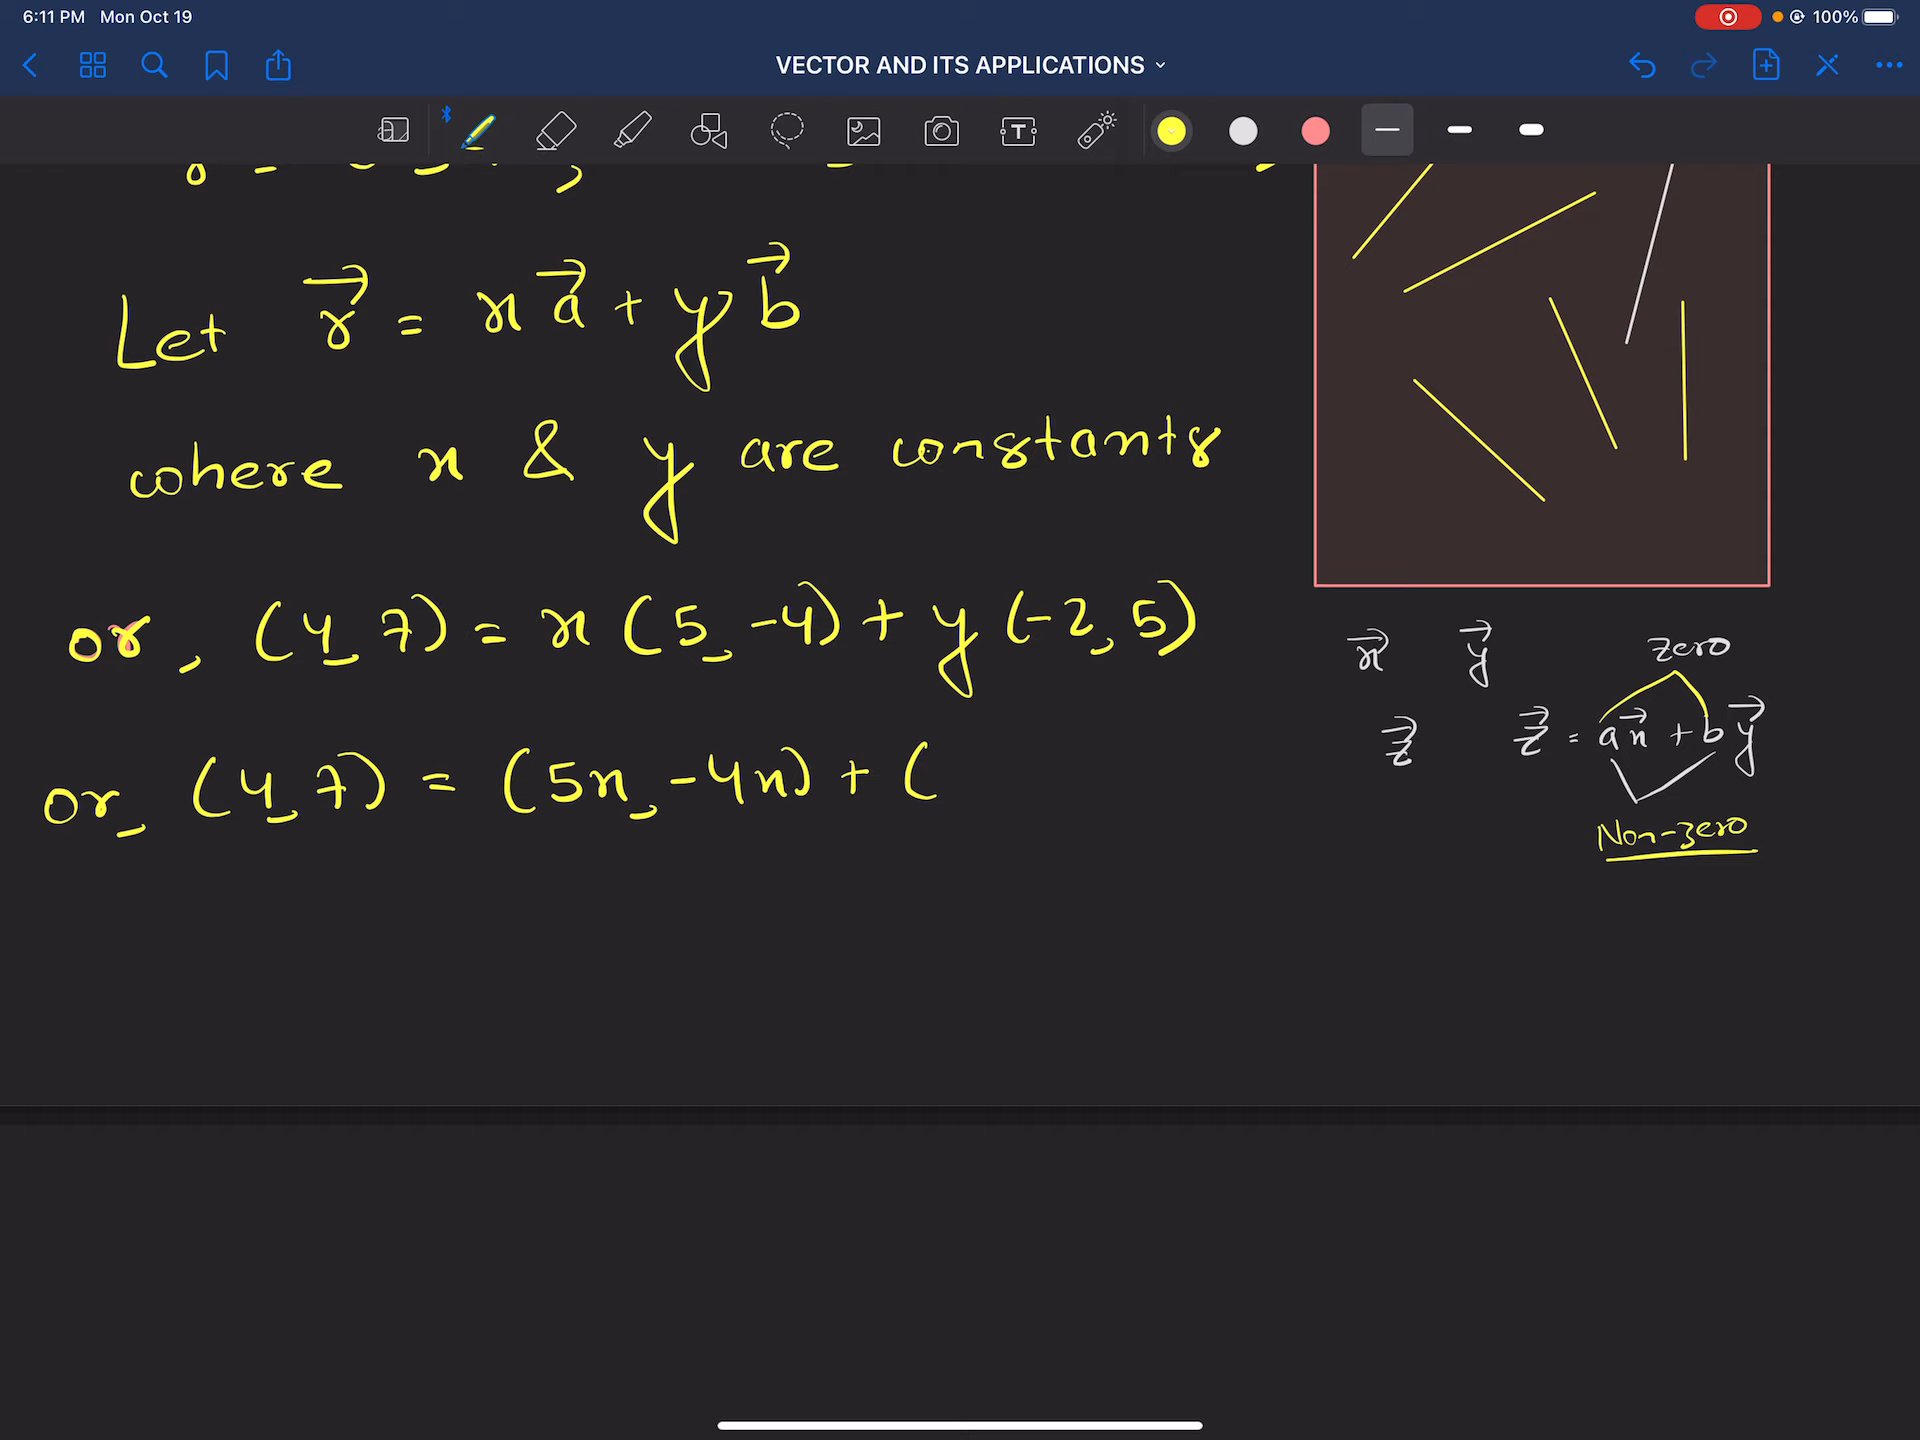 6:11 PM Mon Oct 19
100%
VECTOR AND ITS APPLICATIONS
T
Let r⃗ = x a⃗ + y b⃗
where x & y are constants
or, (4, 7) = x (5, -4) + y (-2, 5)
or, (4, 7) = (5x, -4x) + (
x⃗ y⃗
zero
z⃗ z⃗ = a x⃗ + b y⃗
Non-zero